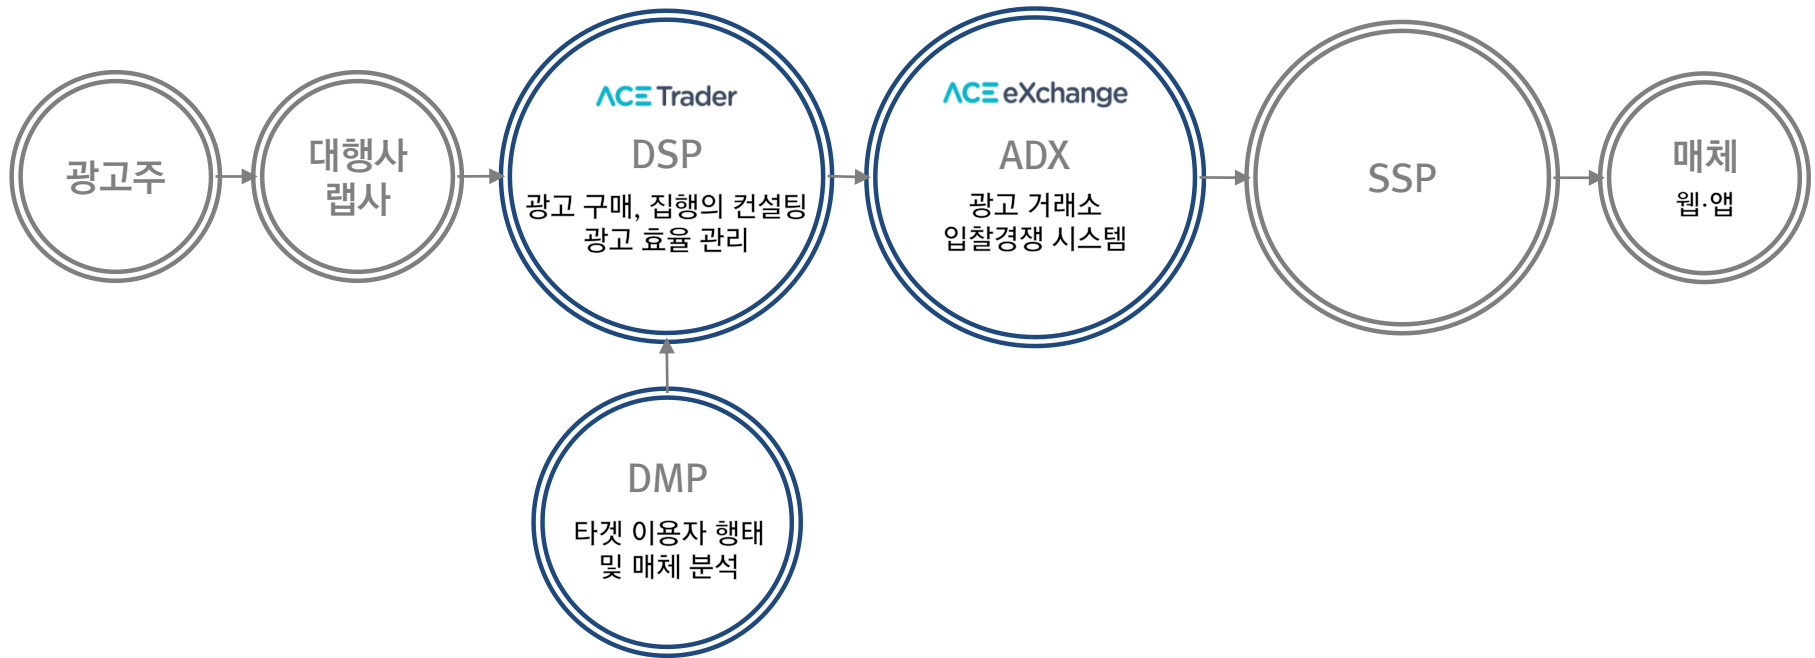 광고주
대행사
랩사
ACE Trader
DSP
광고 구매, 집행의 컨설팅
광고 효율 관리
ACE eXchange
ADX
광고 거래소
입찰경쟁 시스템
SSP
매체
웹·앱
DMP
타겟 이용자 행태
및 매체 분석